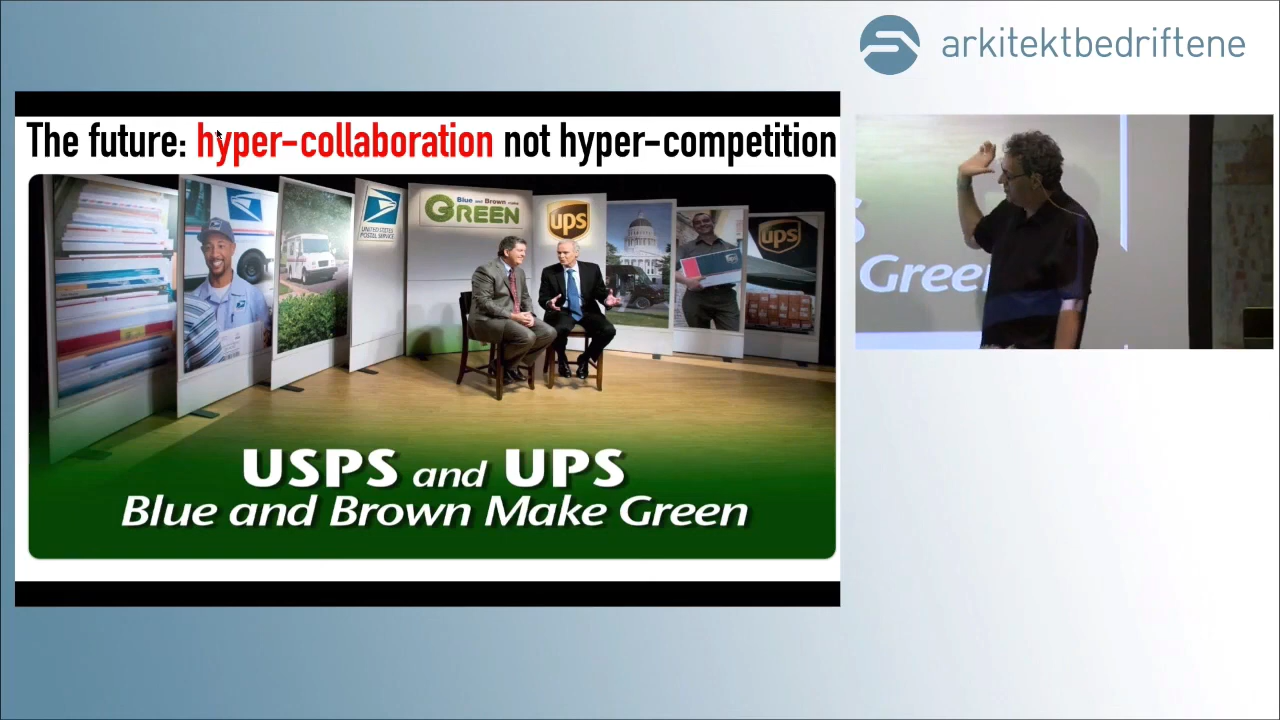 arkitektbedriftene
The future: hyper-collaboration not hyper-competition
Blue and Brown make
GREEN
ups
UNITED STATES
POSTAL SERVICE
ups
USPS and UPS
Blue and Brown Make Green
S
Green